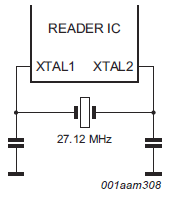 READER IC
XTAL1 XTAL2
27.12 MHz
001aam308